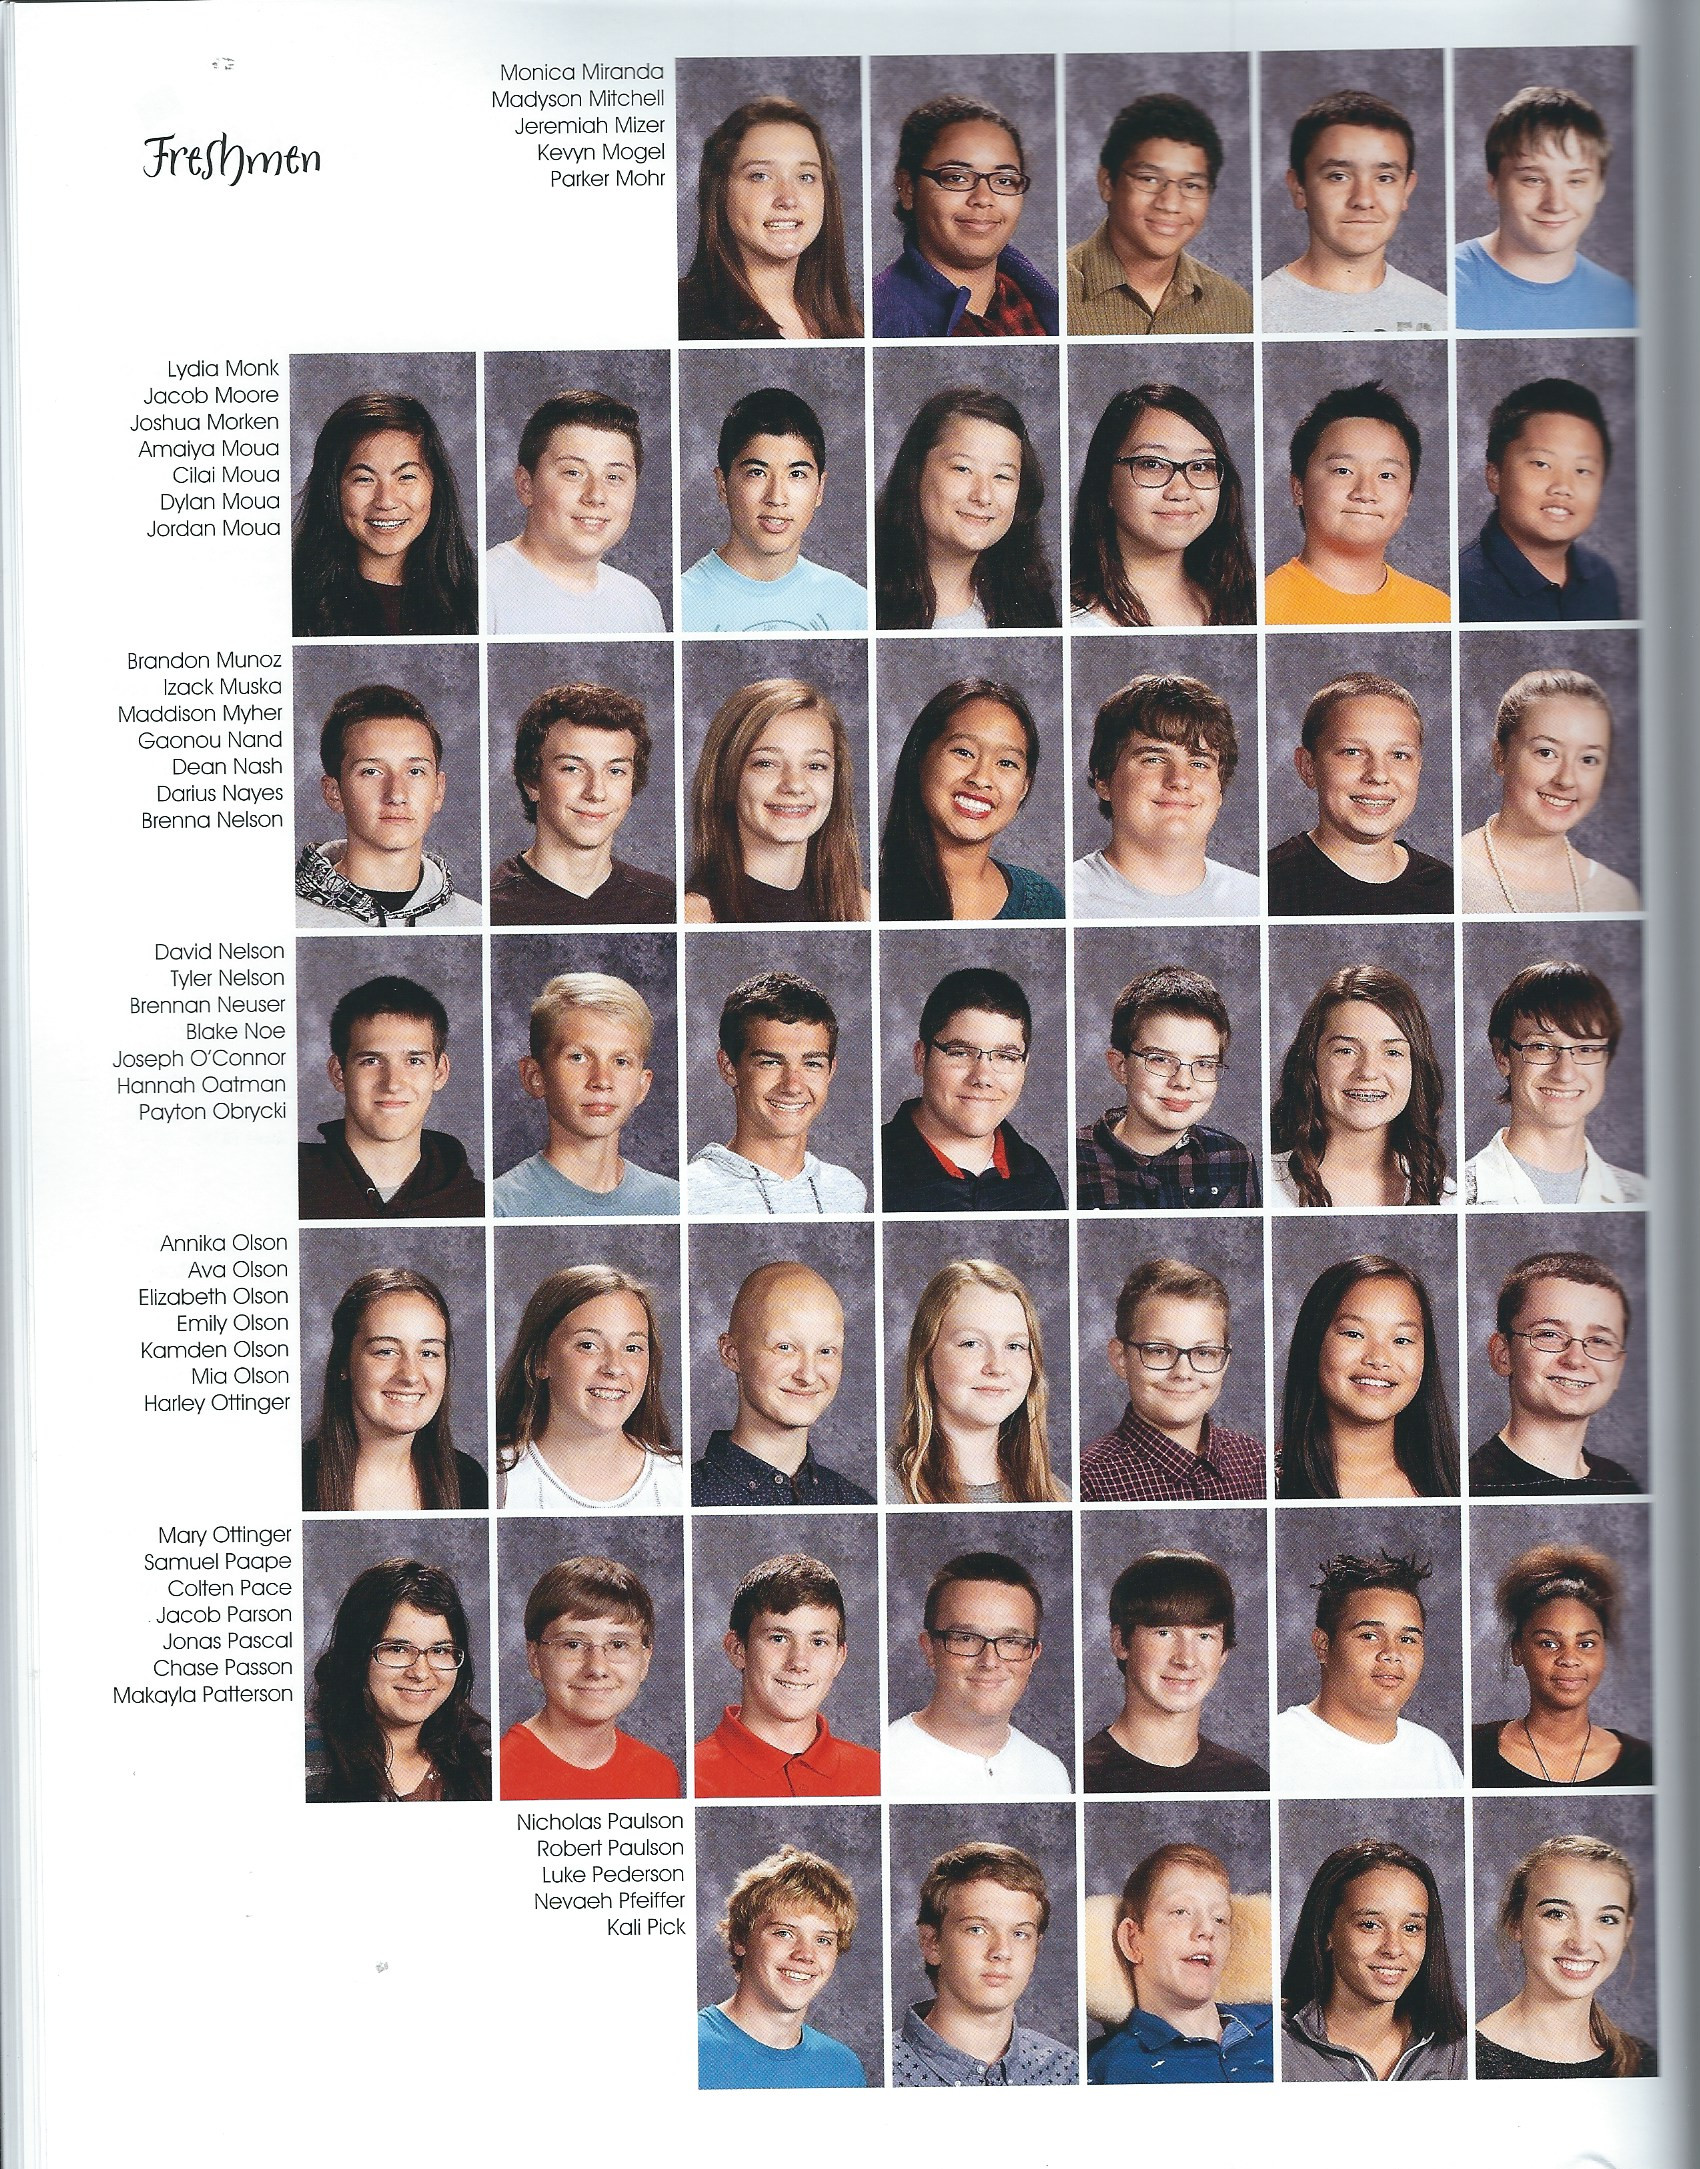 Freshmen
Monica Miranda
Madyson Mitchell
Jeremiah Mizer
Kevyn Mogel
Parker Mohr
Lydia Monk
Jacob Moore
Joshua Morken
Amaiya Moua
Cilai Moua
Dylan Moua
Jordan Moua
Brandon Munoz
Izack Muska
Maddison Myher
Gaonou Nand
Dean Nash
Darius Nayes
Brenna Nelson
David Nelson
Tyler Nelson
Brennan Neuser
Blake Noe
Joseph O'Connor
Hannah Oatman
Payton Obrycki
Annika Olson
Ava Olson
Elizabeth Olson
Emily Olson
Kamden Olson
Mia Olson
Harley Ottinger
Mary Ottinger
Samuel Paape
Colten Pace
Jacob Parson
Jonas Pascal
Chase Passon
Makayla Patterson
Nicholas Paulson
Robert Paulson
Luke Pederson
Nevaeh Pfeiffer
Kali Pick